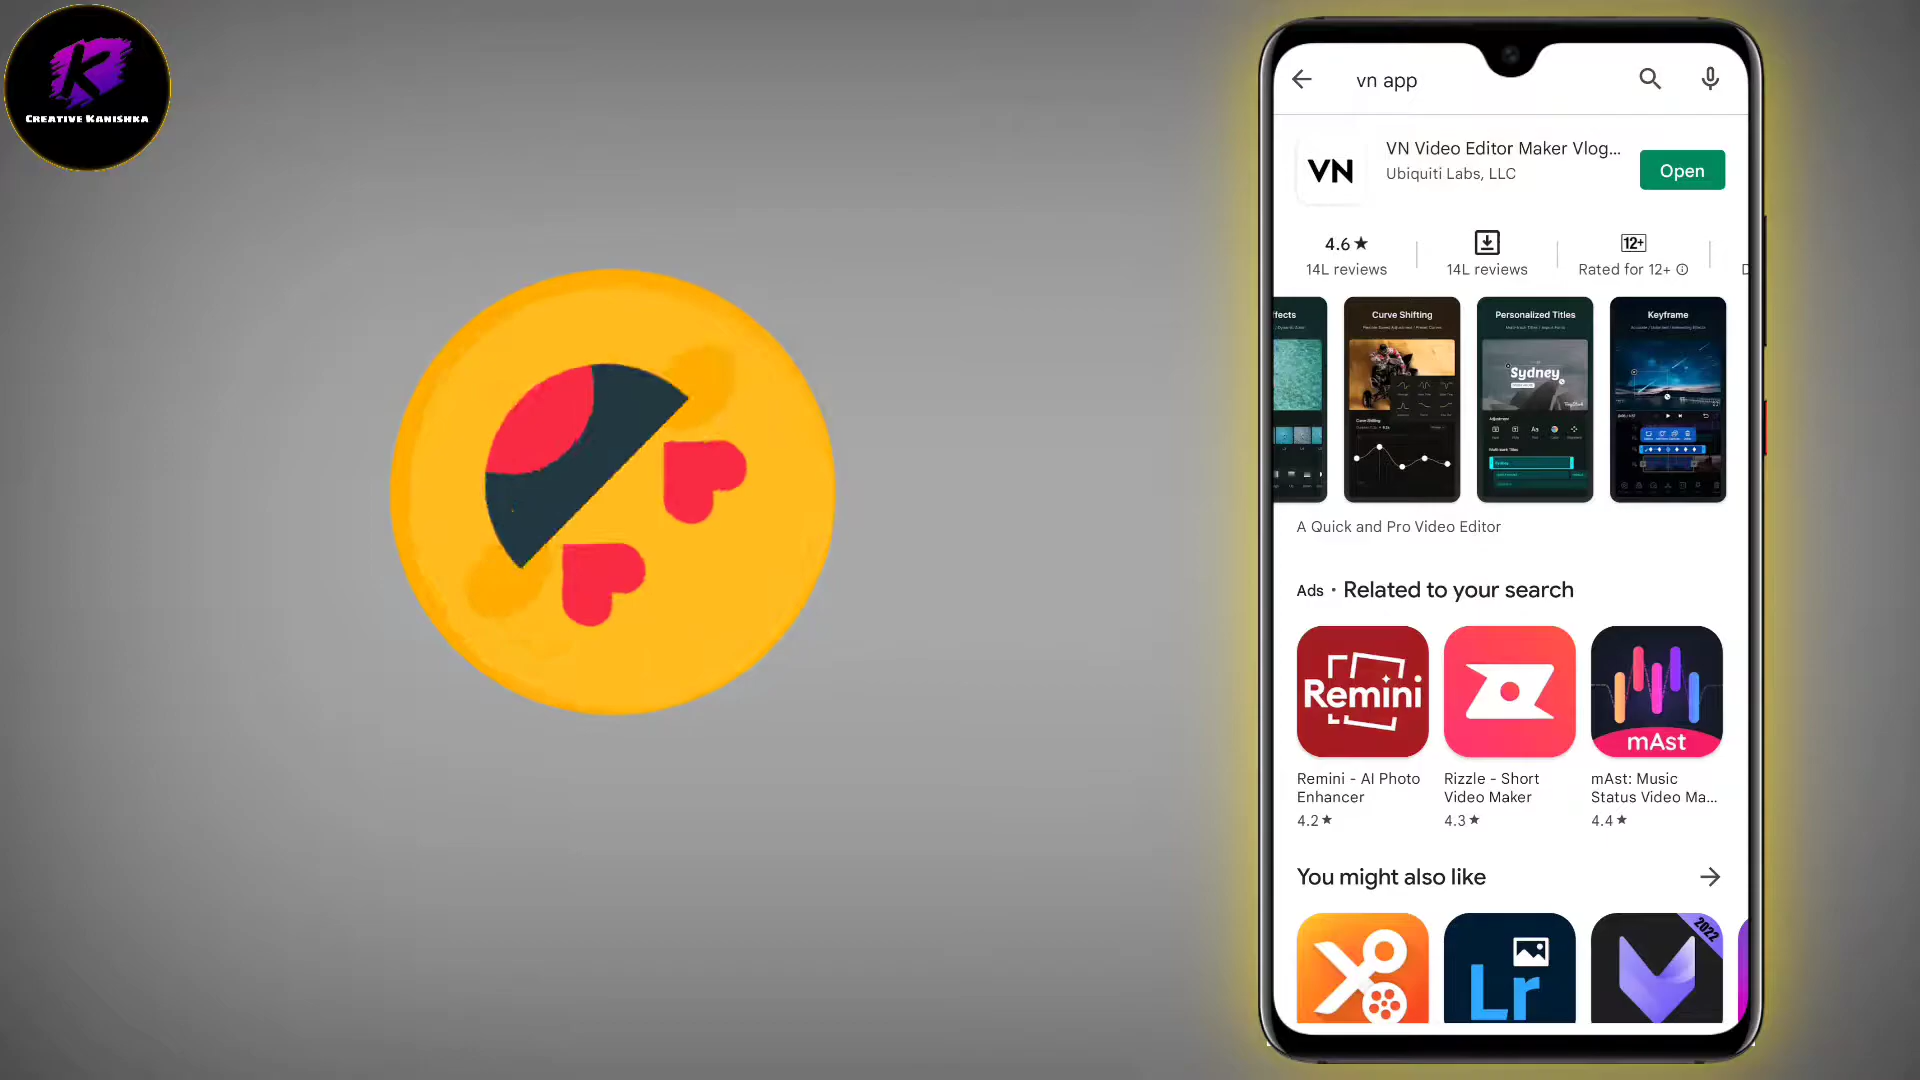 K
CREATIVE KANISHKA
vn app
VN
VN Video Editor Maker Vlog...
Ubiquiti Labs, LLC
Open
4.6★
14L reviews
14L reviews
12+
Rated for 12+
ffects
Curve Shifting
Personalized Titles
Keyframe
Sydney
Sydney
A Quick and Pro Video Editor
Ads • Related to your search
Remini
mAst
Remini - AI Photo
Enhancer
4.2★
Rizzle - Short
Video Maker
4.3★
mAst: Music
Status Video Ma...
4.4★
You might also like
Lr
2022